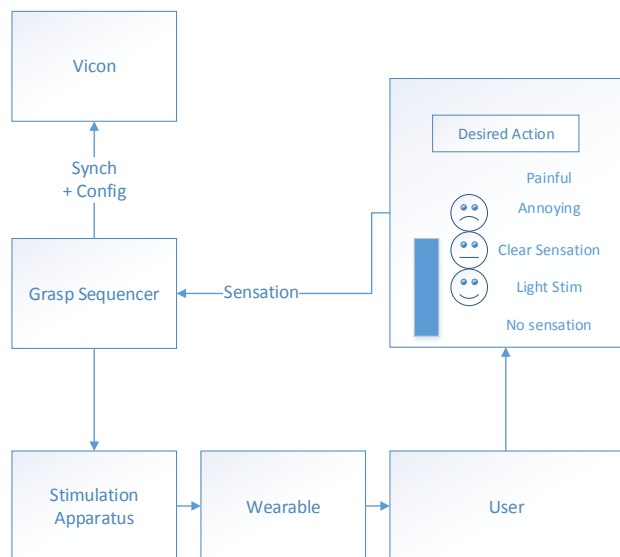 Vicon
Synch
+ Config
Grasp Sequencer
Sensation
Desired Action
Painful
Annoying
Clear Sensation
Light Stim
No sensation
Stimulation
Apparatus
Wearable
User